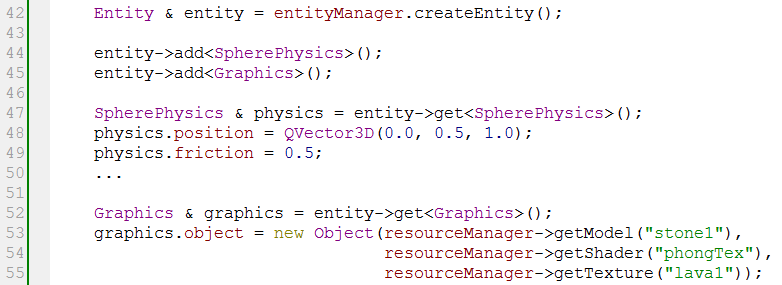 42 Entity & entity = entityManager.createEntity();
43
44 entity->add<SpherePhysics>();
45 entity->add<Graphics>();
46
47 SpherePhysics & physics = entity->get<SpherePhysics>();
48 physics.position = QVector3D(0.0, 0.5, 1.0);
49 physics.friction = 0.5;
50 ...
51
52 Graphics & graphics = entity->get<Graphics>();
53 graphics.object = new Object(resourceManager->getModel("stone1"),
54 resourceManager->getShader("phongTex"),
55 resourceManager->getTexture("lava1"));